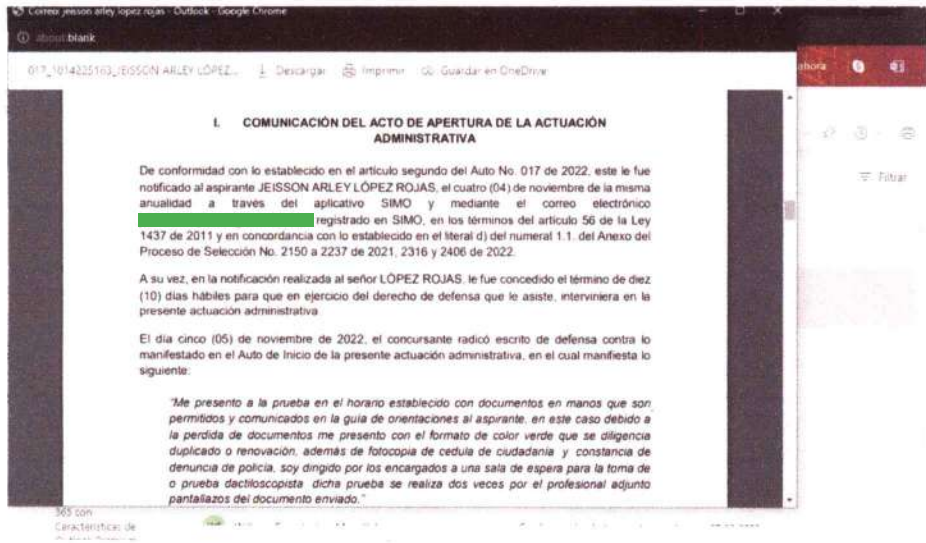 Correo: jeisson arley lopez rojas - Outlook - Google Chrome
about:blank
017_1014225163_JEISSON ARLEY LÓPEZ... Descargar Imprimir Guardar en OneDrive
ahora
Filtrar
I. COMUNICACIÓN DEL ACTO DE APERTURA DE LA ACTUACIÓN
ADMINISTRATIVA
De conformidad con lo establecido en el artículo segundo del Auto No. 017 de 2022, este le fue
notificado al aspirante JEISSON ARLEY LÓPEZ ROJAS, el cuatro (04) de noviembre de la misma
anualidad a través del aplicativo SIMO y mediante el correo electrónico
registrado en SIMO, en los términos del artículo 56 de la Ley
1437 de 2011 y en concordancia con lo establecido en el literal d) del numeral 1.1. del Anexo del
Proceso de Selección No. 2150 a 2237 de 2021, 2316 y 2406 de 2022.
A su vez, en la notificación realizada al señor LÓPEZ ROJAS, le fue concedido el término de diez
(10) días hábiles para que en ejercicio del derecho de defensa que le asiste, interviniera en la
presente actuación administrativa.
El día cinco (05) de noviembre de 2022, el concursante radicó escrito de defensa contra lo
manifestado en el Auto de Inicio de la presente actuación administrativa, en el cual manifiesta lo
siguiente:
"Me presento a la prueba en el horario establecido con documentos en manos que son
permitidos y comunicados en la guía de orientaciones al aspirante, en este caso debido a
la perdida de documentos me presento con el formato de color verde que se diligencia
duplicado o renovación, además de fotocopia de cedula de ciudadanía y constancia de
denuncia de policía, soy dirigido por los encargados a una sala de espera para la toma de
o prueba dactiloscopista dicha prueba se realiza dos veces por el profesional adjunto
pantallazos del documento enviado."
365 con
Características de